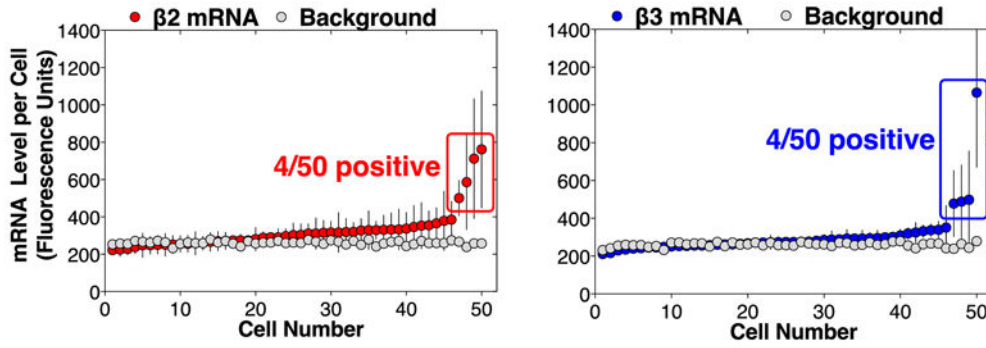 β2 mRNA Background
1400
1200
1000
800
600
400
200
0
mRNA Level per Cell
(Fluorescence Units)
4/50 positive
0 10 20 30 40 50
Cell Number
β3 mRNA Background
1400
1200
1000
800
600
400
200
0
4/50 positive
0 10 20 30 40 50
Cell Number